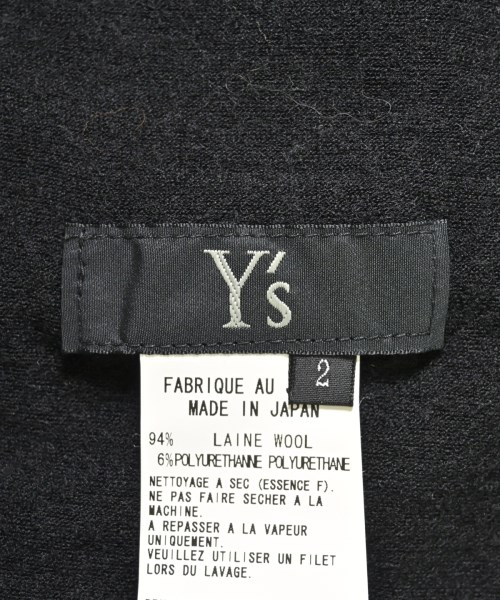 Y's
2
FABRIQUE AU J
MADE IN JAPAN
94% LAINE WOOL
6%POLYURETHANNE POLYURETHANE
NETTOYAGE A SEC (ESSENCE F).
NE PAS FAIRE SECHER A LA
MACHINE.
A REPASSER A LA VAPEUR
UNIQUEMENT.
VEUILLEZ UTILISER UN FILET
LORS DU LAVAGE.